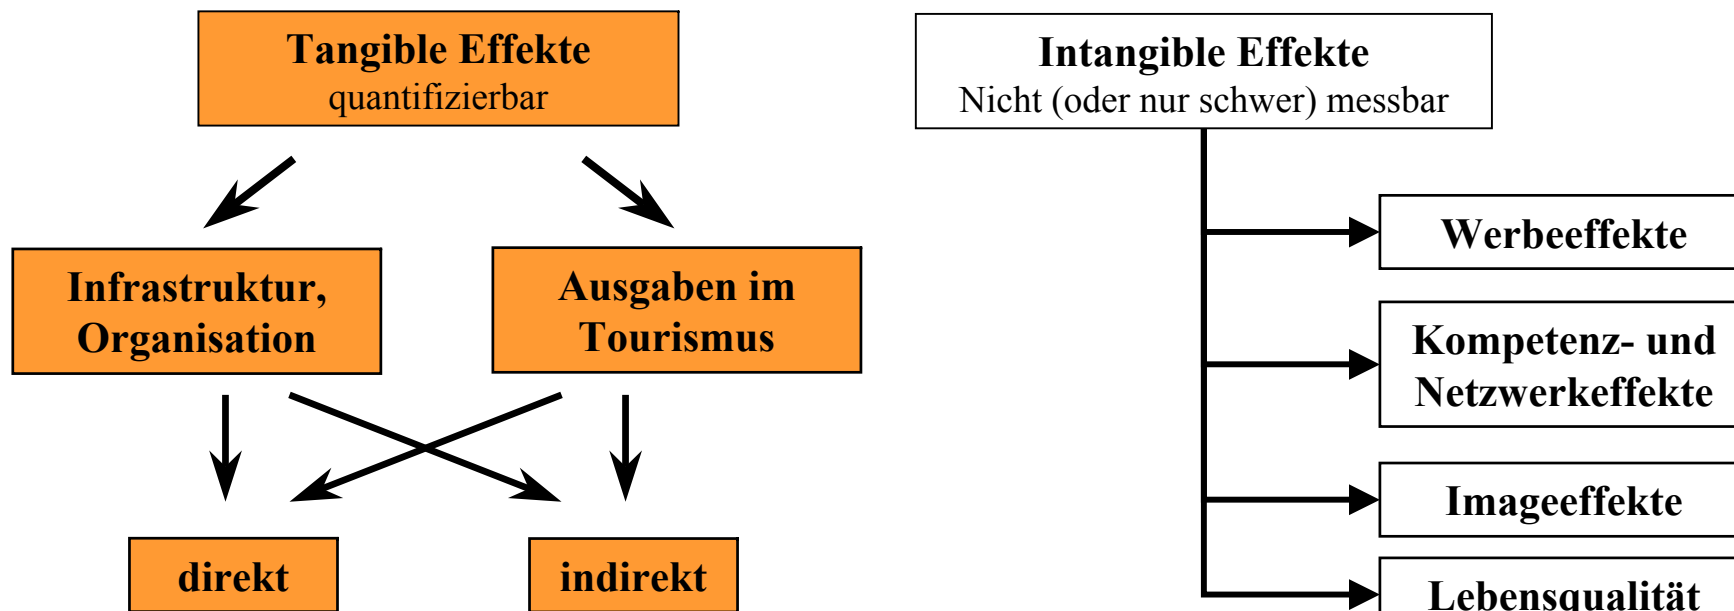 Tangible Effekte
quantifizierbar
Infrastruktur,
Organisation
Ausgaben im
Tourismus
direkt
indirekt
Intangible Effekte
Nicht (oder nur schwer) messbar
Werbeeffekte
Kompetenz- und
Netzwerkeffekte
Imageeffekte
Lebensqualität